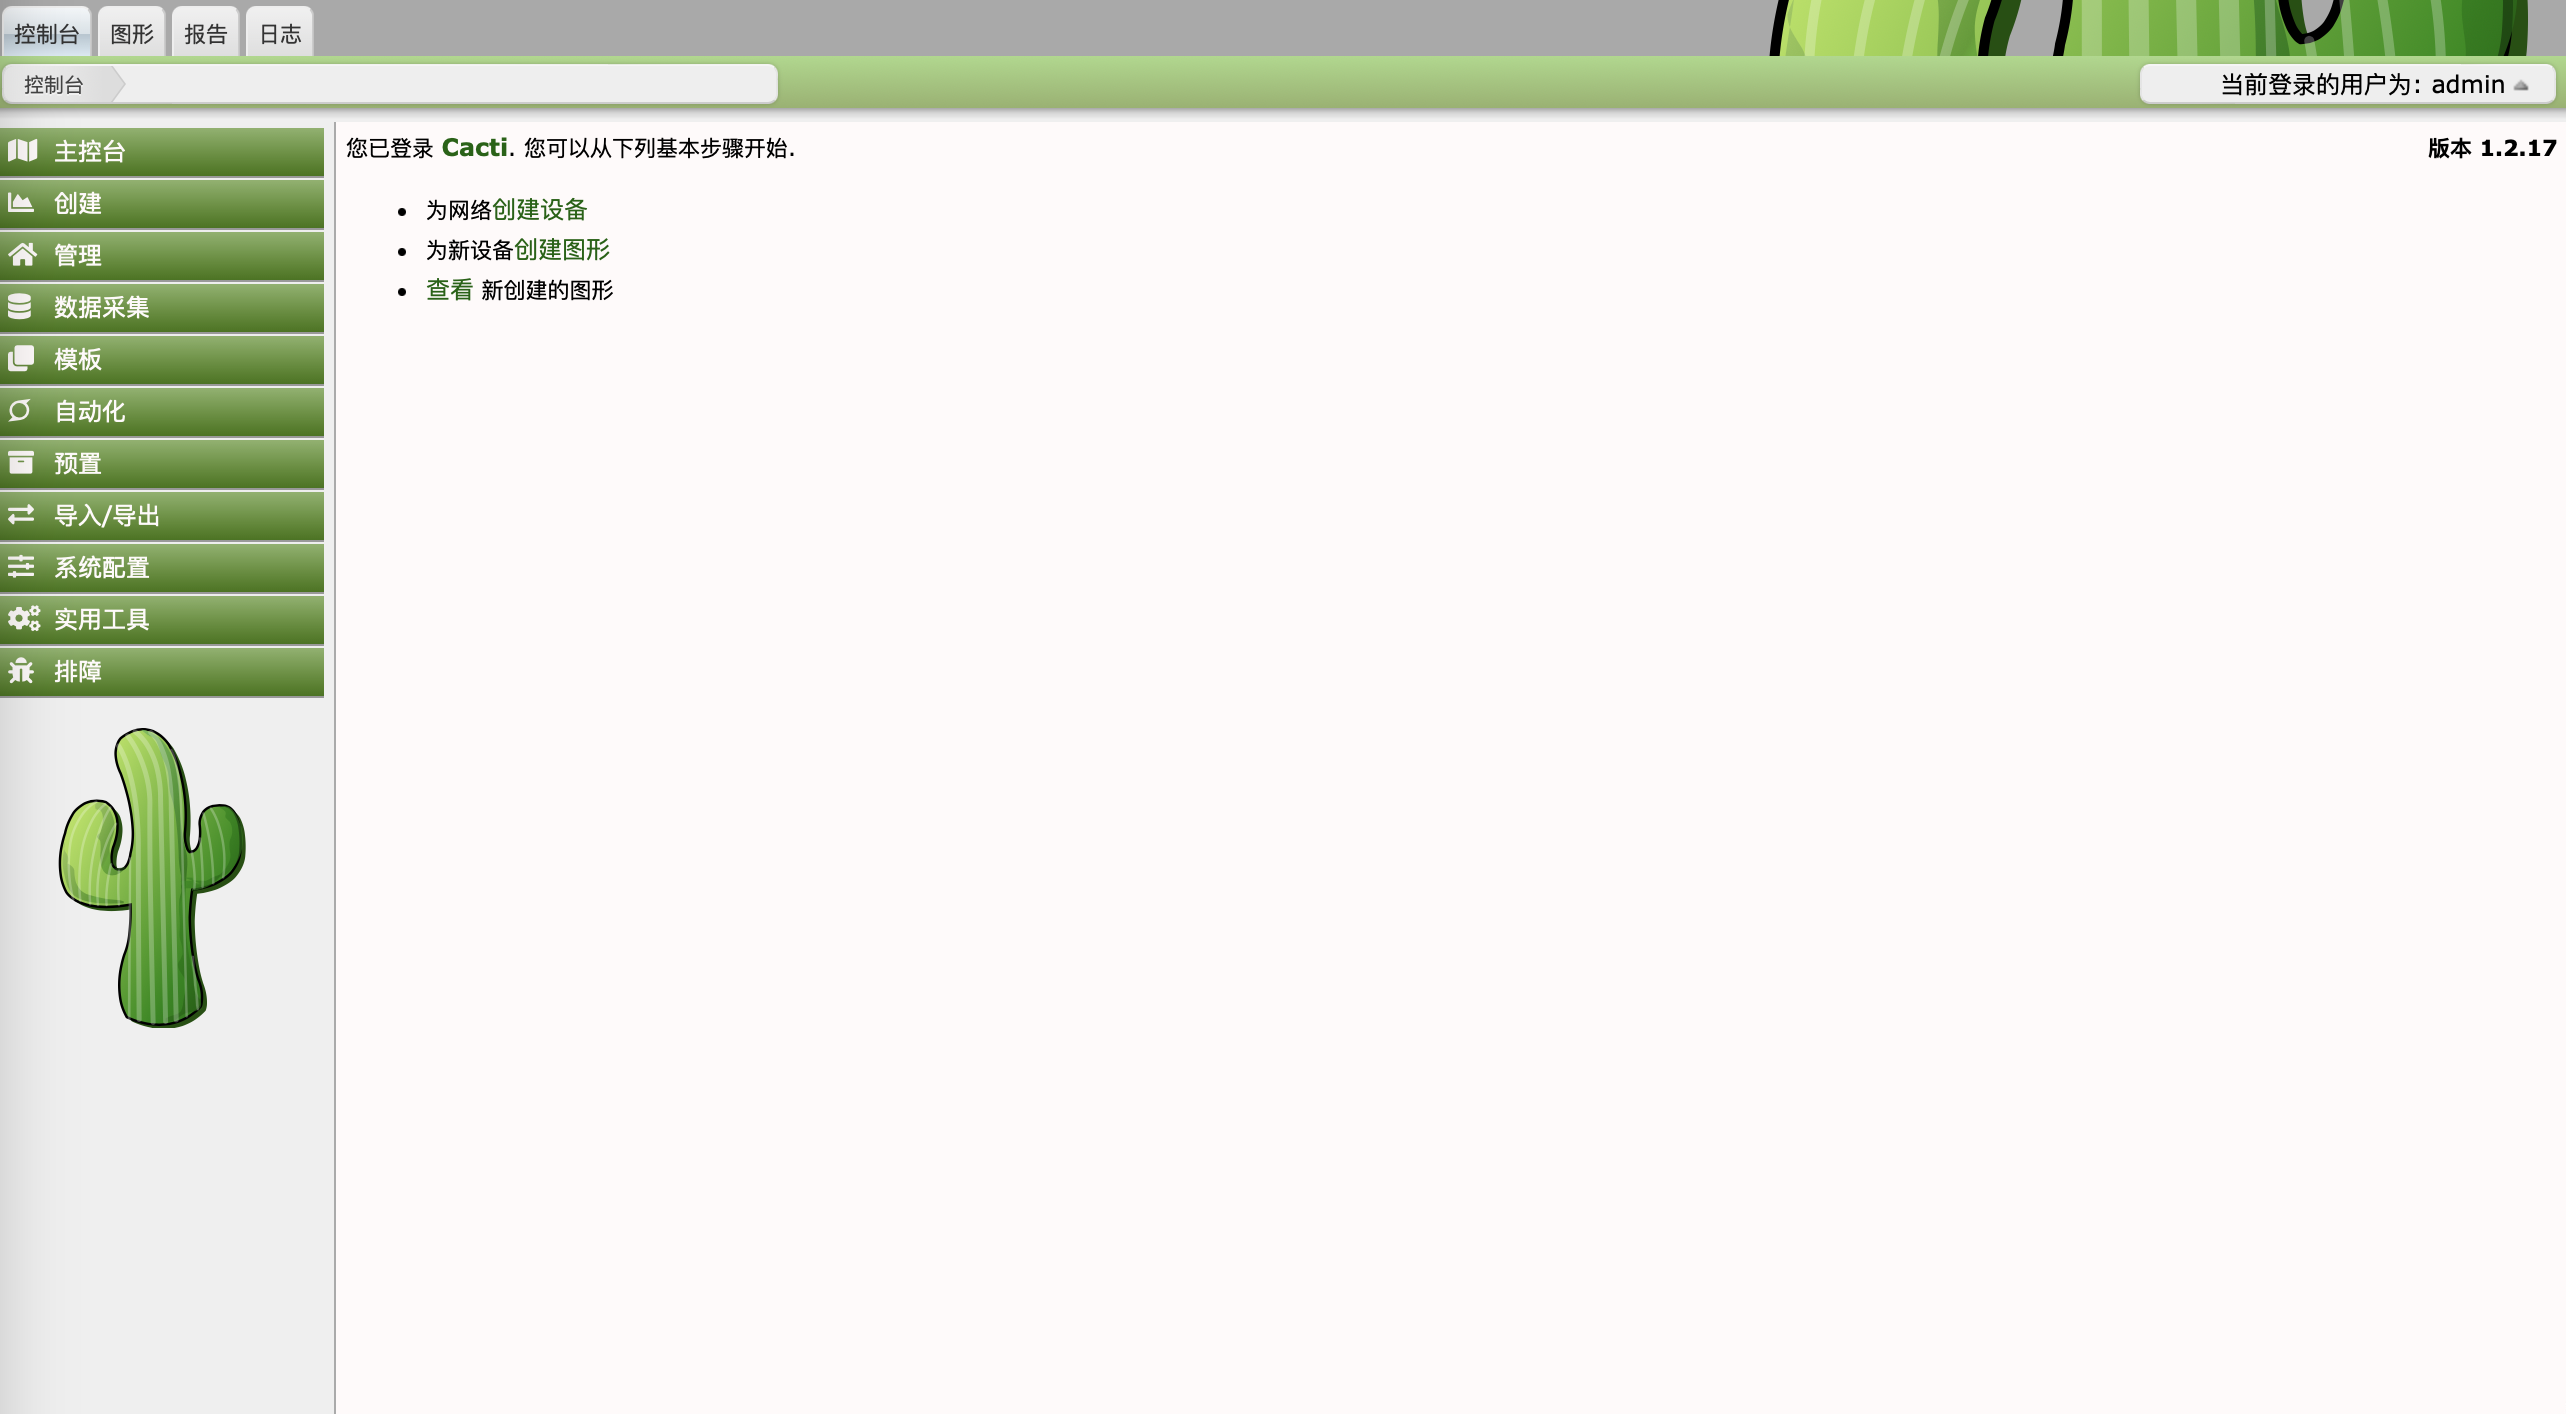 控制台 图形 报告 日志
控制台
当前登录的用户为: admin
主控台
创建
管理
数据采集
模板
自动化
预置
导入/导出
系统配置
实用工具
排障
您已登录 Cacti. 您可以从下列基本步骤开始.
版本 1.2.17
为网络创建设备
为新设备创建图形
查看 新创建的图形